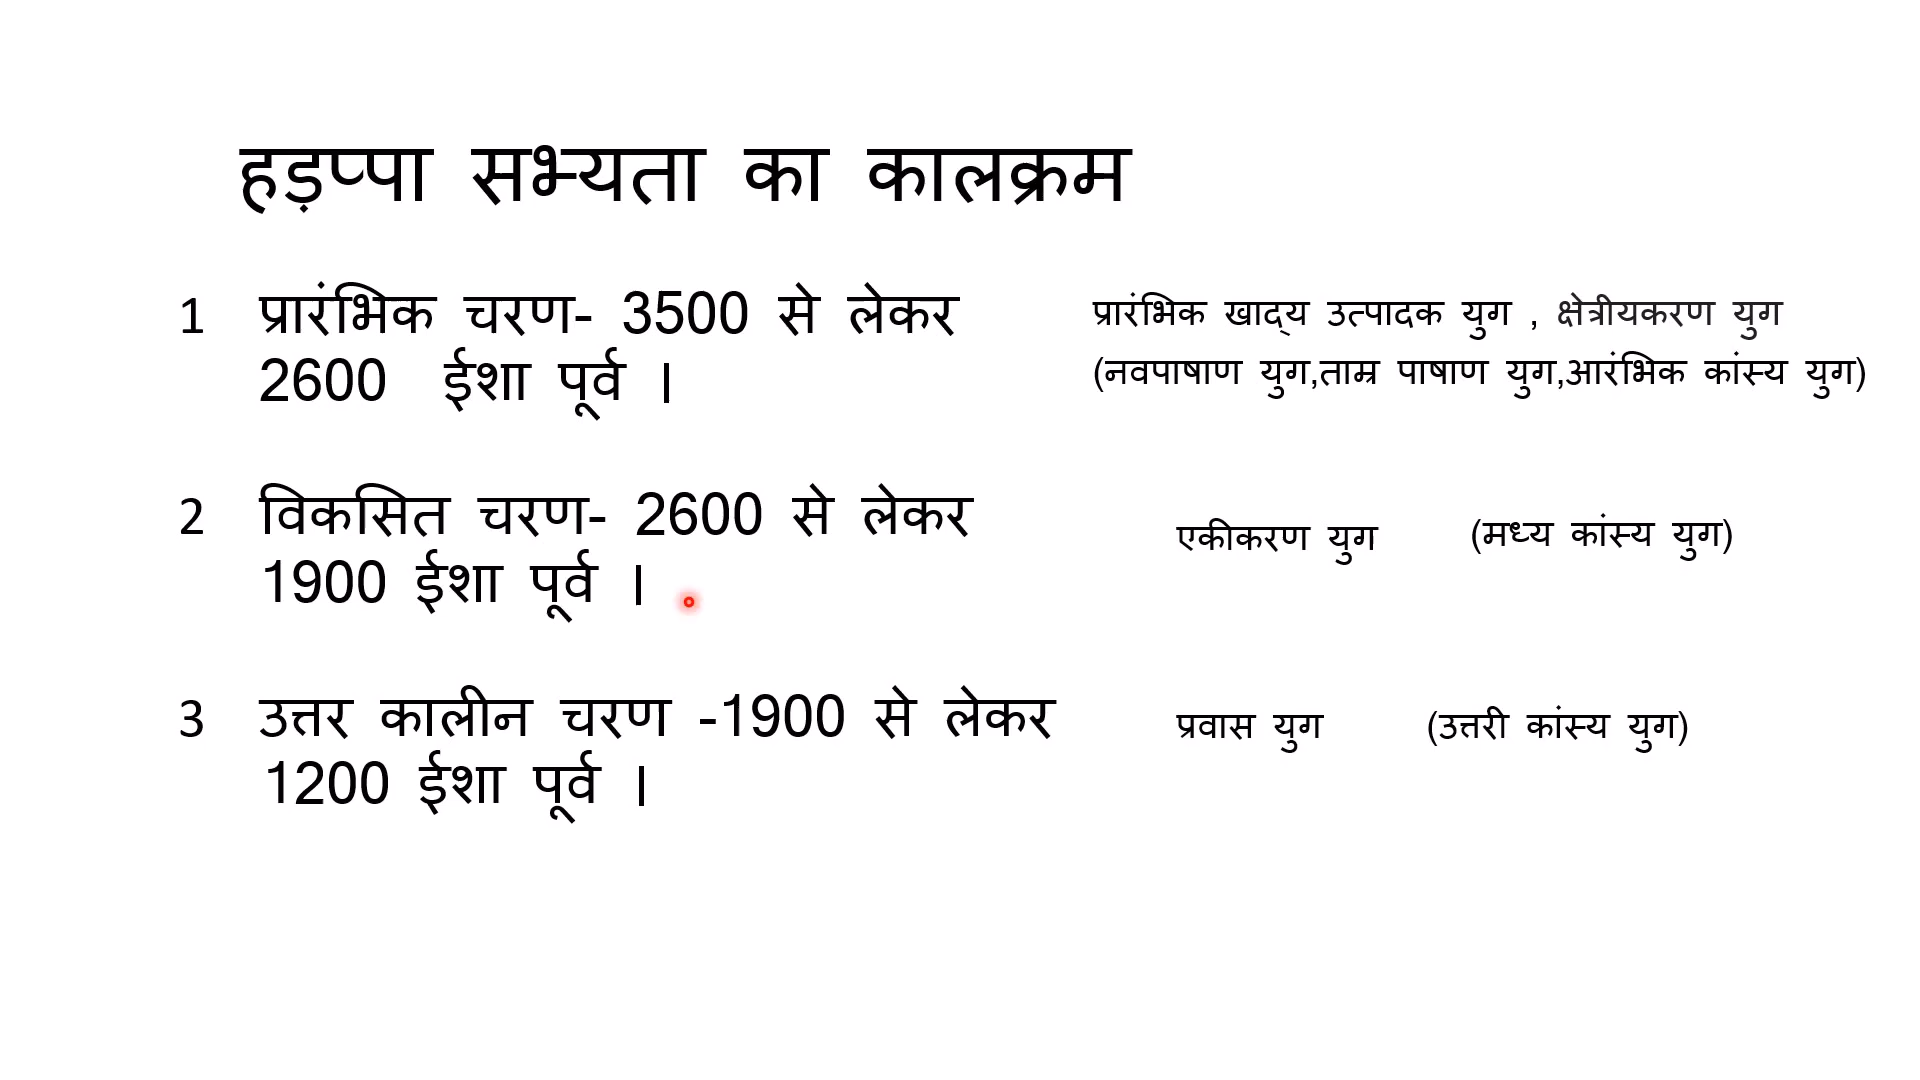 हड़प्पा सभ्यता का कालक्रम
1 प्रारंभिक चरण- 3500 से लेकर
2600 ईशा पूर्व ।
प्रारंभिक खाद्य उत्पादक युग , क्षेत्रीयकरण युग
(नवपाषाण युग,ताम्र पाषाण युग,आरंभिक कांस्य युग)
2 विकसित चरण- 2600 से लेकर
1900 ईशा पूर्व ।
एकीकरण युग (मध्य कांस्य युग)
3 उत्तर कालीन चरण -1900 से लेकर
1200 ईशा पूर्व ।
प्रवास युग (उत्तरी कांस्य युग)